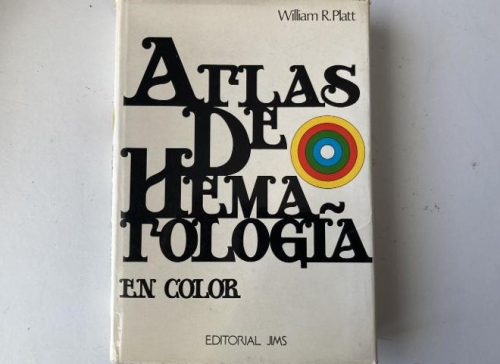 William R. Platt
ATLAS
DE
HEMA
TOLOGÍA
EN COLOR
EDITORIAL JIMS